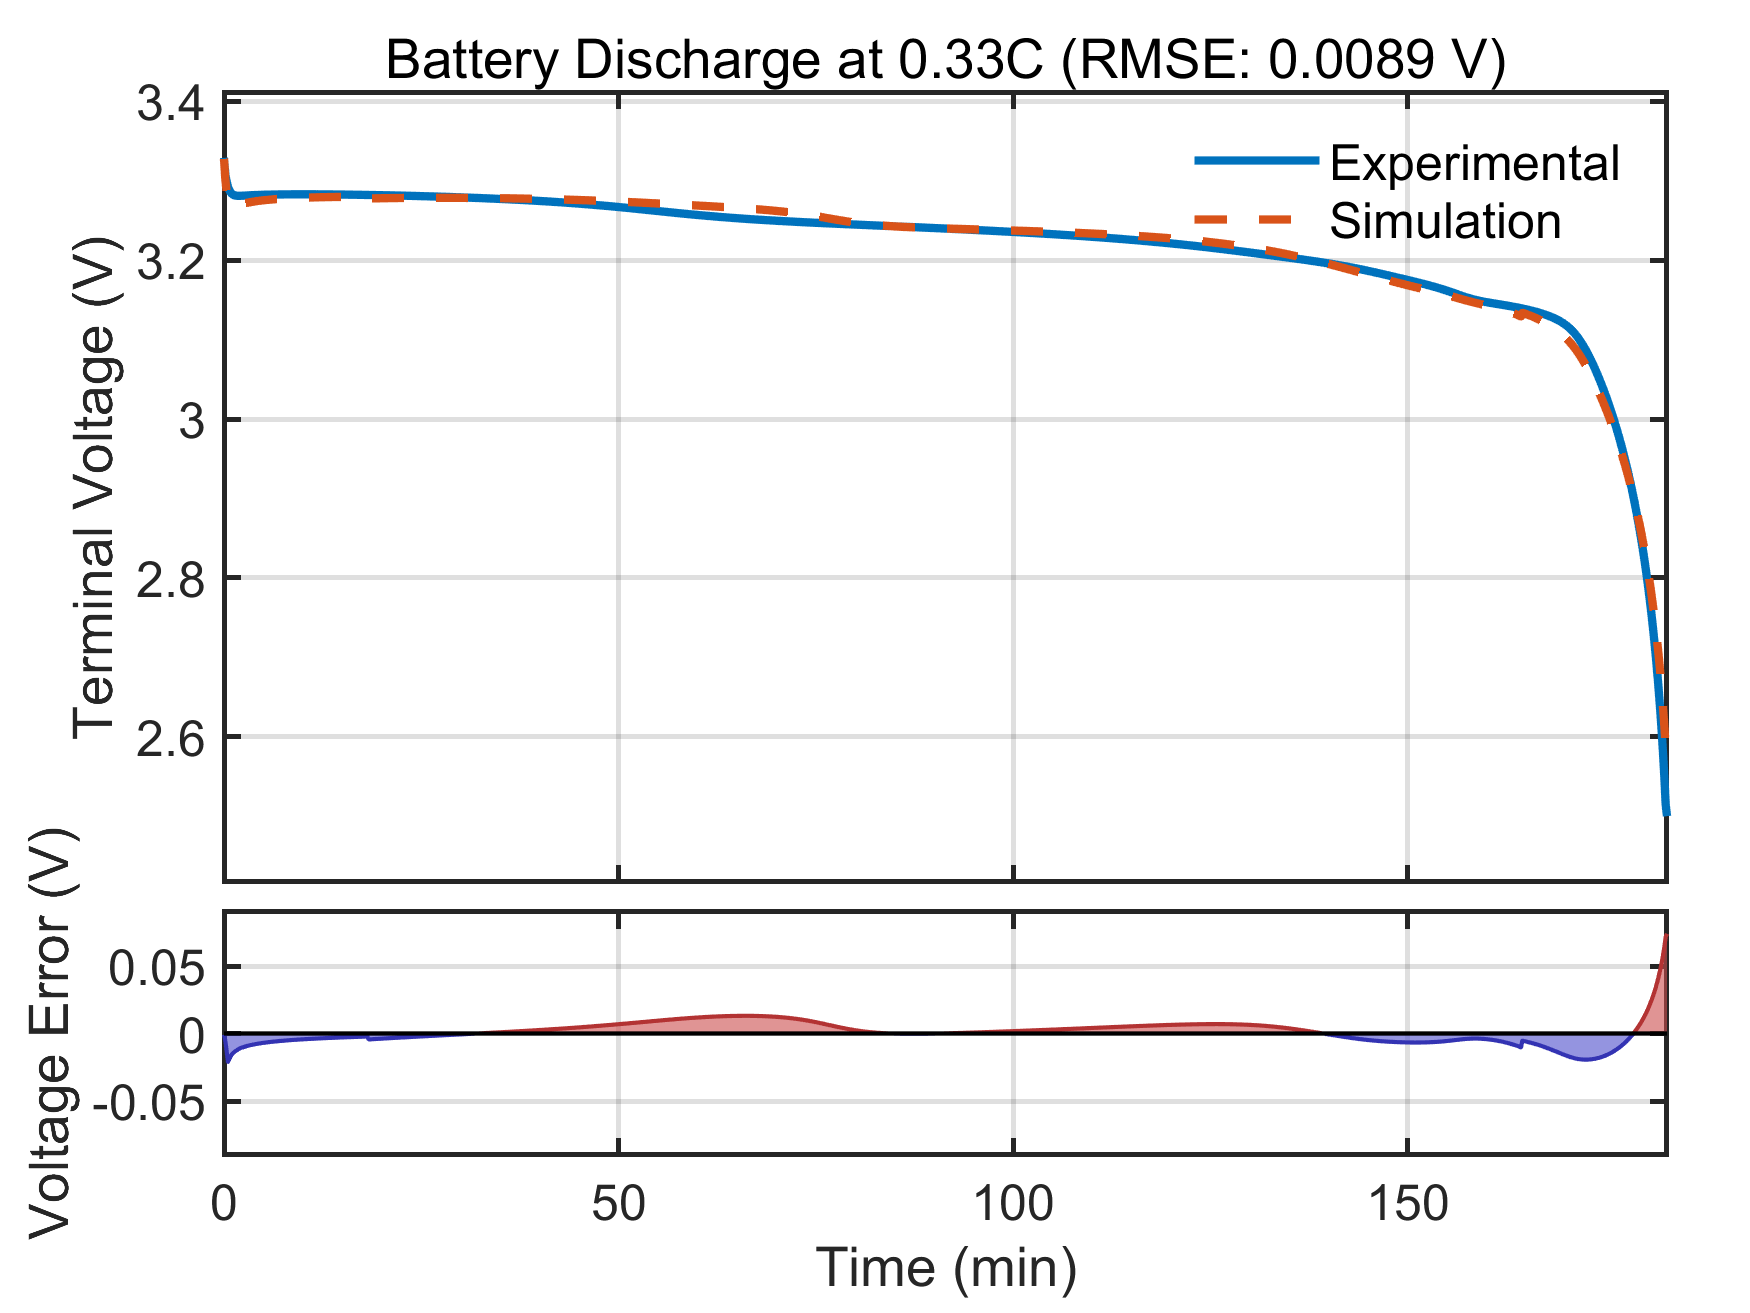 Battery Discharge at 0.33C (RMSE: 0.0089 V)
3.4
3.2
3
2.8
2.6
Terminal Voltage (V)
Experimental
Simulation
0.05
0
-0.05
Voltage Error (V)
0
50
100
150
Time (min)